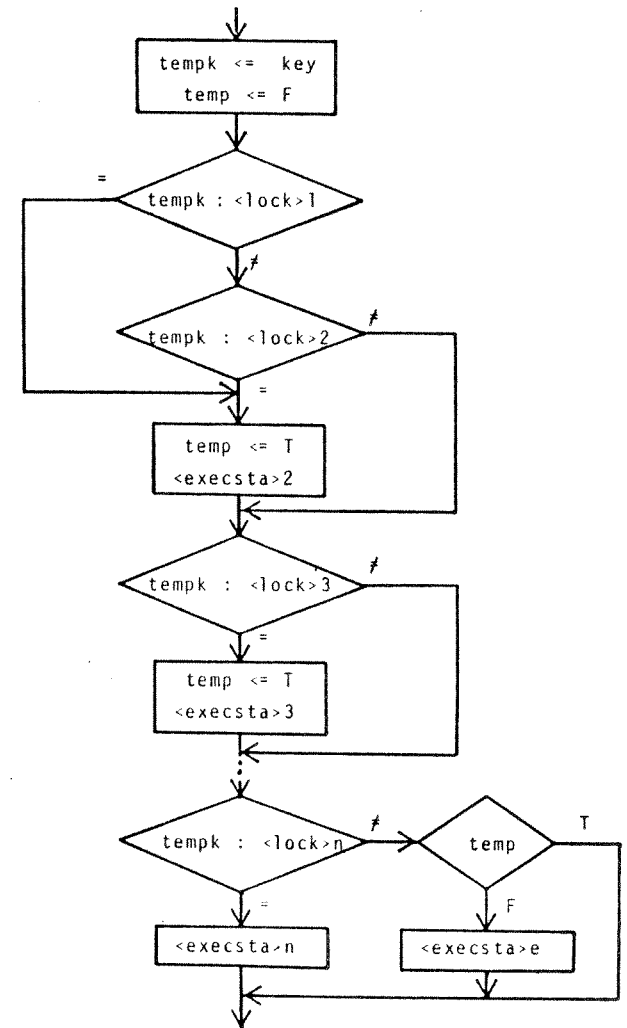 tempk <= key
temp <= F
=
tempk : <lock>1
≠
tempk : <lock>2
≠
=
temp <= T
<execsta>2
tempk : <lock>3
≠
=
temp <= T
<execsta>3
tempk : <lock>n
≠
temp
T
=
F
<execsta>n
<execsta>e